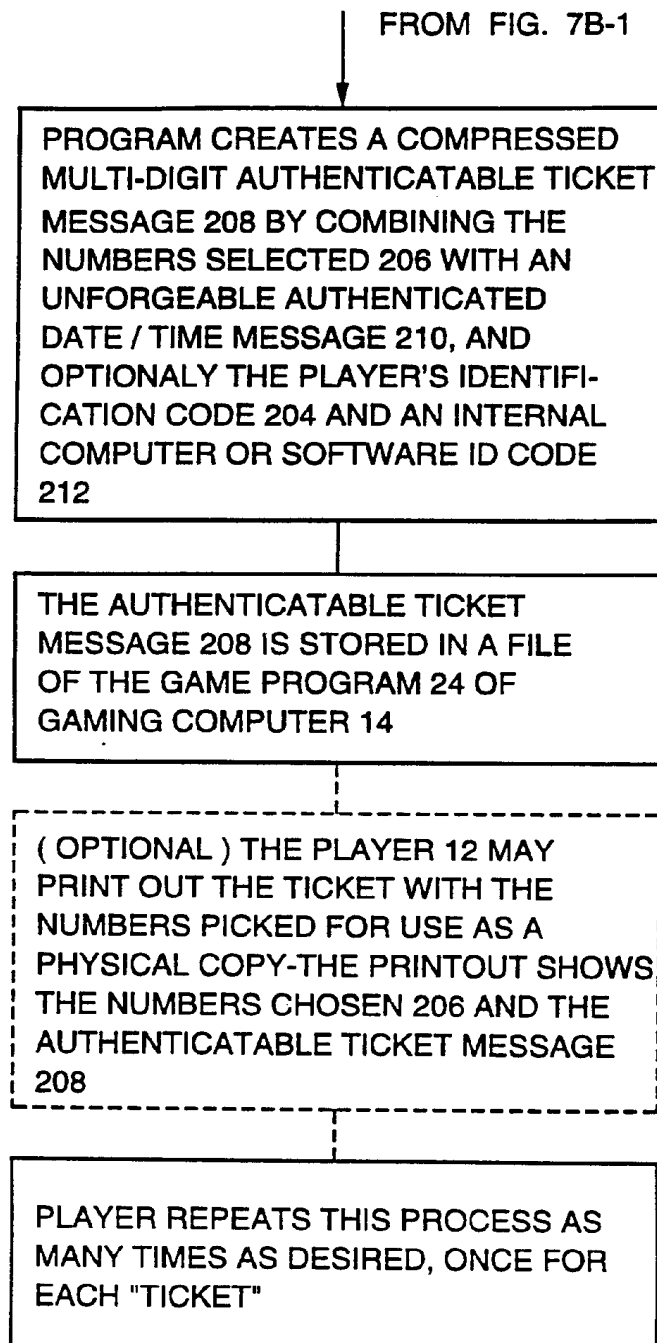 FROM FIG. 7B-1
PROGRAM CREATES A COMPRESSED
MULTI-DIGIT AUTHENTICATABLE TICKET
MESSAGE 208 BY COMBINING THE
NUMBERS SELECTED 206 WITH AN
UNFORGEABLE AUTHENTICATED
DATE / TIME MESSAGE 210, AND
OPTIONALY THE PLAYER'S IDENTIFI-
CATION CODE 204 AND AN INTERNAL
COMPUTER OR SOFTWARE ID CODE
212
THE AUTHENTICATABLE TICKET
MESSAGE 208 IS STORED IN A FILE
OF THE GAME PROGRAM 24 OF
GAMING COMPUTER 14
( OPTIONAL ) THE PLAYER 12 MAY
PRINT OUT THE TICKET WITH THE
NUMBERS PICKED FOR USE AS A
PHYSICAL COPY-THE PRINTOUT SHOWS
THE NUMBERS CHOSEN 206 AND THE
AUTHENTICATABLE TICKET MESSAGE
208
PLAYER REPEATS THIS PROCESS AS
MANY TIMES AS DESIRED, ONCE FOR
EACH "TICKET"